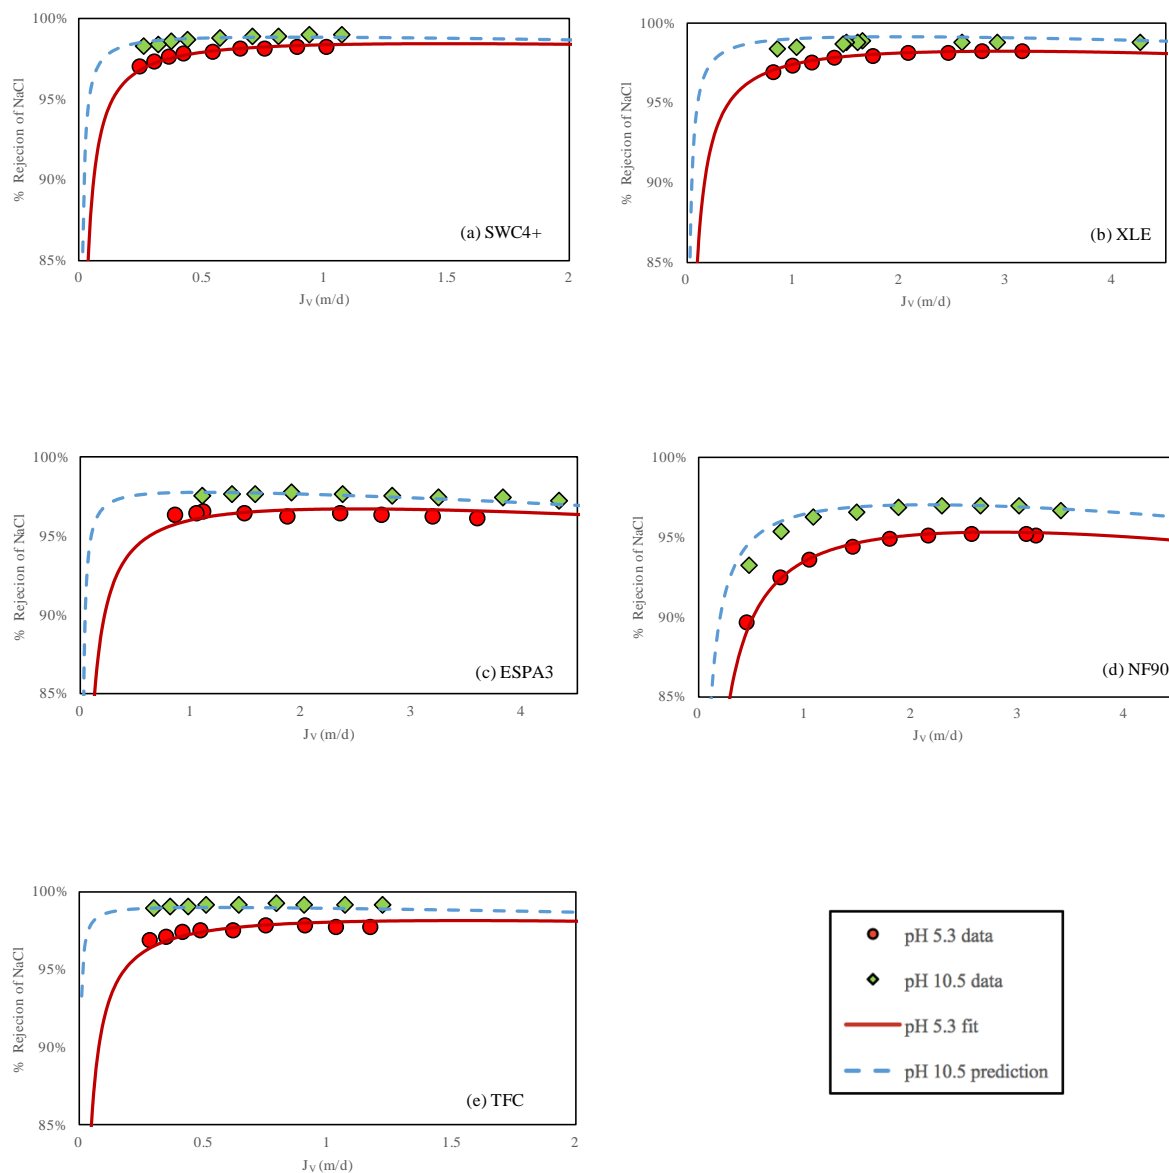 100%
95%
90%
85%
% Rejecion of NaCl
(a) SWC4+
0 0.5 1 1.5 2
JV (m/d)
100%
95%
90%
85%
% Rejecion of NaCl
(b) XLE
0 1 2 3 4
JV (m/d)
100%
95%
90%
85%
% Rejecion of NaCl
(c) ESPA3
0 1 2 3 4
JV (m/d)
100%
95%
90%
85%
% Rejecion of NaCl
(d) NF90
0 1 2 3 4
JV (m/d)
100%
95%
90%
85%
% Rejecion of NaCl
(e) TFC
0 0.5 1 1.5 2
JV (m/d)
pH 5.3 data
pH 10.5 data
pH 5.3 fit
pH 10.5 prediction